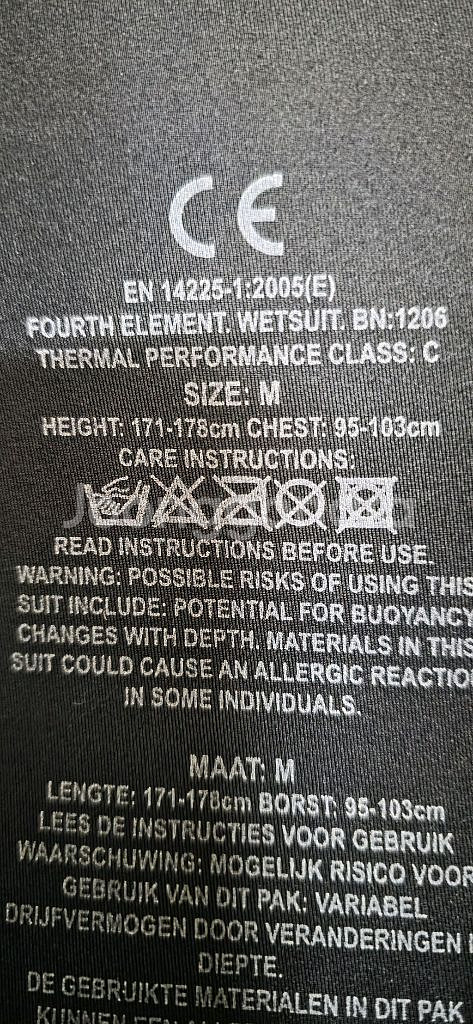 CE
EN 14225-1:2005(E)
FOURTH ELEMENT. WETSUIT. BN:1206
THERMAL PERFORMANCE CLASS: C
SIZE: M
HEIGHT: 171-178cm CHEST: 95-103cm
CARE INSTRUCTIONS:
READ INSTRUCTIONS BEFORE USE.
WARNING: POSSIBLE RISKS OF USING THIS
SUIT INCLUDE: POTENTIAL FOR BUOYANCY
CHANGES WITH DEPTH. MATERIALS IN THIS
SUIT COULD CAUSE AN ALLERGIC REACTIO
IN SOME INDIVIDUALS.
MAAT: M
LENGTE: 171-178cm BORST: 95-103cm
LEES DE INSTRUCTIES VOOR GEBRUIK
WAARSCHUWING: MOGELIJK RISICO VOOR
GEBRUIK VAN DIT PAK: VARIABEL
DRIJFVERMOGEN DOOR VERANDERINGEN
DIEPTE.
DE GEBRUIKTE MATERIALEN IN DIT PAK
KUNNEN EEN